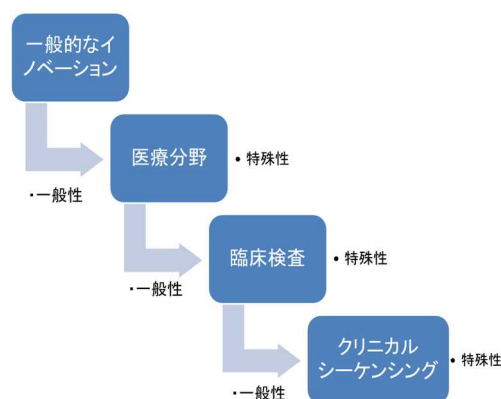 一般的なイ
ノベーション
医療分野
• 特殊性
・一般性
臨床検査
• 特殊性
・一般性
クリニカル
シーケンシング
• 特殊性
・一般性